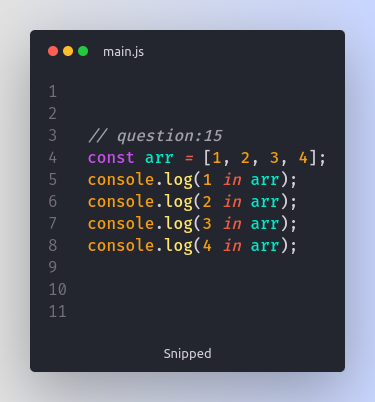 main.js
1
2
3 // question:15
4 const arr = [1, 2, 3, 4];
5 console.log(1 in arr);
6 console.log(2 in arr);
7 console.log(3 in arr);
8 console.log(4 in arr);
9
10
11
Snipped